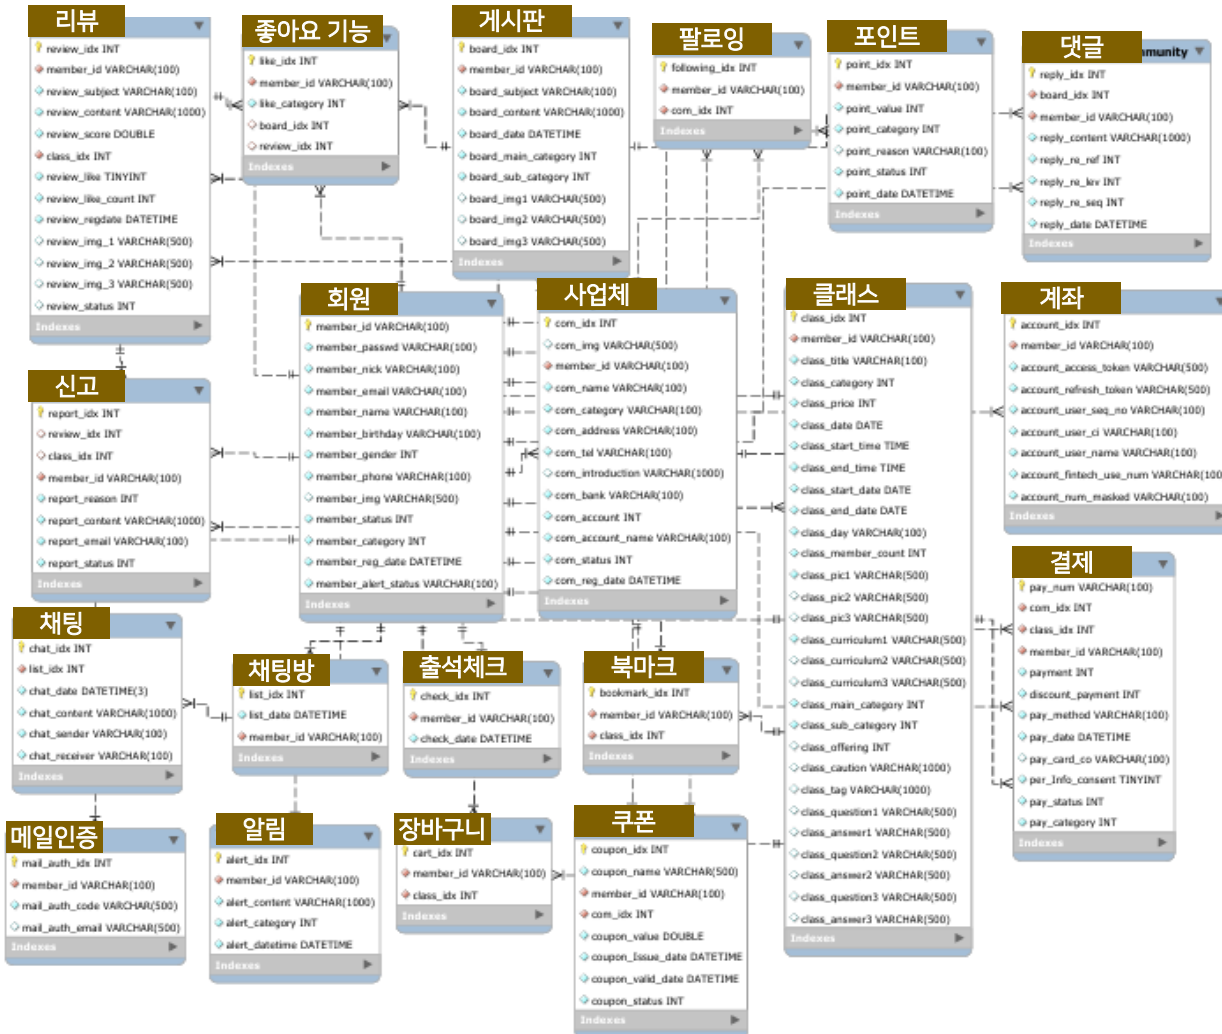 리뷰
review_idx INT
member_id VARCHAR(100)
review_subject VARCHAR(100)
review_content VARCHAR(1000)
review_score DOUBLE
class_idx INT
review_like TINYINT
review_like_count INT
review_regdate DATETIME
review_img_1 VARCHAR(500)
review_img_2 VARCHAR(500)
review_img_3 VARCHAR(500)
review_status INT
Indexes
좋아요 기능
like_idx INT
member_id VARCHAR(100)
like_category INT
board_idx INT
review_idx INT
Indexes
게시판
board_idx INT
member_id VARCHAR(100)
board_subject VARCHAR(100)
board_content VARCHAR(1000)
board_date DATETIME
board_main_category INT
board_sub_category INT
board_img1 VARCHAR(500)
board_img2 VARCHAR(500)
board_img3 VARCHAR(500)
Indexes
팔로잉
following_idx INT
member_id VARCHAR(100)
com_idx INT
Indexes
포인트
point_idx INT
member_id VARCHAR(100)
point_value INT
point_category INT
point_reason VARCHAR(100)
point_status INT
point_date DATETIME
Indexes
댓글 mmunity
reply_idx INT
board_idx INT
member_id VARCHAR(100)
reply_content VARCHAR(1000)
reply_re_ref INT
reply_re_lev INT
reply_re_seq INT
reply_date DATETIME
Indexes
회원
member_id VARCHAR(100)
member_passwd VARCHAR(100)
member_nick VARCHAR(100)
member_email VARCHAR(100)
member_name VARCHAR(100)
member_birthday VARCHAR(100)
member_gender INT
member_phone VARCHAR(100)
member_img VARCHAR(500)
member_status INT
member_category INT
member_reg_date DATETIME
member_alert_status VARCHAR(100)
Indexes
사업체
com_idx INT
com_img VARCHAR(500)
member_id VARCHAR(100)
com_name VARCHAR(100)
com_category VARCHAR(100)
com_address VARCHAR(100)
com_tel VARCHAR(100)
com_introduction VARCHAR(1000)
com_bank VARCHAR(100)
com_account INT
com_account_name VARCHAR(100)
com_status INT
com_reg_date DATETIME
Indexes
클래스
class_idx INT
member_id VARCHAR(100)
class_title VARCHAR(100)
class_category INT
class_price INT
class_date DATE
class_start_time TIME
class_end_time TIME
class_start_date DATE
class_end_date DATE
class_day VARCHAR(100)
class_member_count INT
class_pic1 VARCHAR(500)
class_pic2 VARCHAR(500)
class_pic3 VARCHAR(500)
class_curriculum1 VARCHAR(500)
class_curriculum2 VARCHAR(500)
class_curriculum3 VARCHAR(500)
class_main_category INT
class_sub_category INT
class_offering INT
class_caution VARCHAR(1000)
class_tag VARCHAR(1000)
class_question1 VARCHAR(500)
class_answer1 VARCHAR(500)
class_question2 VARCHAR(500)
class_answer2 VARCHAR(500)
class_question3 VARCHAR(500)
class_answer3 VARCHAR(500)
Indexes
계좌
account_idx INT
member_id VARCHAR(100)
account_access_token VARCHAR(500)
account_refresh_token VARCHAR(500)
account_user_seq_no VARCHAR(100)
account_user_ci VARCHAR(100)
account_user_name VARCHAR(100)
account_fintech_use_num VARCHAR(100
account_num_masked VARCHAR(100)
Indexes
신고
report_idx INT
review_idx INT
class_idx INT
member_id VARCHAR(100)
report_reason INT
report_content VARCHAR(1000)
report_email VARCHAR(100)
report_status INT
Indexes
결제
pay_num VARCHAR(100)
com_idx INT
class_idx INT
member_id VARCHAR(100)
payment INT
discount_payment INT
pay_method VARCHAR(100)
pay_date DATETIME
pay_card_co VARCHAR(100)
per_Info_consent TINYINT
pay_status INT
pay_category INT
Indexes
채팅
chat_idx INT
list_idx INT
chat_date DATETIME(3)
chat_content VARCHAR(1000)
chat_sender VARCHAR(100)
chat_receiver VARCHAR(100)
Indexes
채팅방
list_idx INT
list_date DATETIME
member_id VARCHAR(100)
Indexes
출석체크
check_idx INT
member_id VARCHAR(100)
check_date DATETIME
Indexes
북마크
bookmark_idx INT
member_id VARCHAR(100)
class_idx INT
Indexes
메일인증
mail_auth_idx INT
member_id VARCHAR(100)
mail_auth_code VARCHAR(500)
mail_auth_email VARCHAR(500)
Indexes
알림
alert_idx INT
member_id VARCHAR(100)
alert_content VARCHAR(1000)
alert_category INT
alert_datetime DATETIME
Indexes
장바구니
cart_idx INT
member_id VARCHAR(100)
class_idx INT
Indexes
쿠폰
coupon_idx INT
coupon_name VARCHAR(500)
member_id VARCHAR(100)
com_idx INT
coupon_value DOUBLE
coupon_Issue_date DATETIME
coupon_valid_date DATETIME
coupon_status INT
Indexes